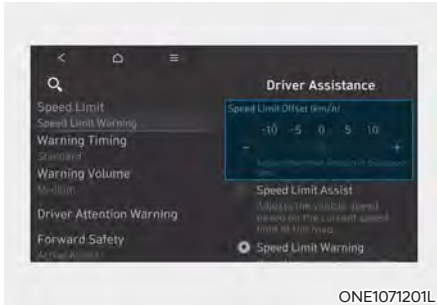 Driver Assistance
Speed Limit
Speed Limit Warning
Warning Timing
Standard
Warning Volume
Medium
Driver Attention Warning
Forward Safety
Active Assist
Speed Limit Offset (km/h)
-10 -5 0 5 10
- +
Speed Limit Assist
Adjusts the vehicle speed
based on the current speed
limit of the road.
Speed Limit Warning
ONE1071201L